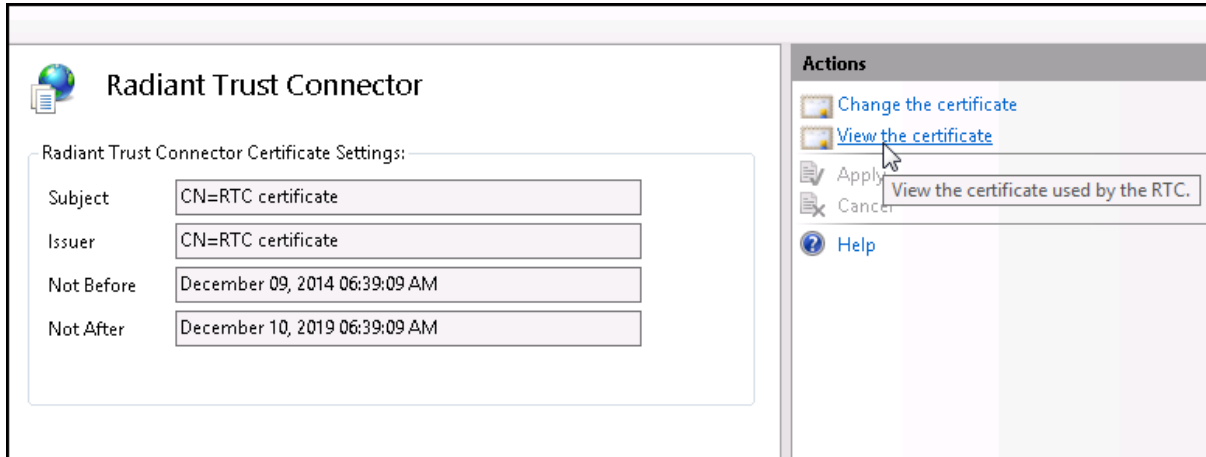 Radiant Trust Connector
Radiant Trust Connector Certificate Settings:
Subject CN=RTC certificate
Issuer CN=RTC certificate
Not Before December 09, 2014 06:39:09 AM
Not After December 10, 2019 06:39:09 AM
Actions
Change the certificate
View the certificate
Apply
View the certificate used by the RTC.
Cancel
Help